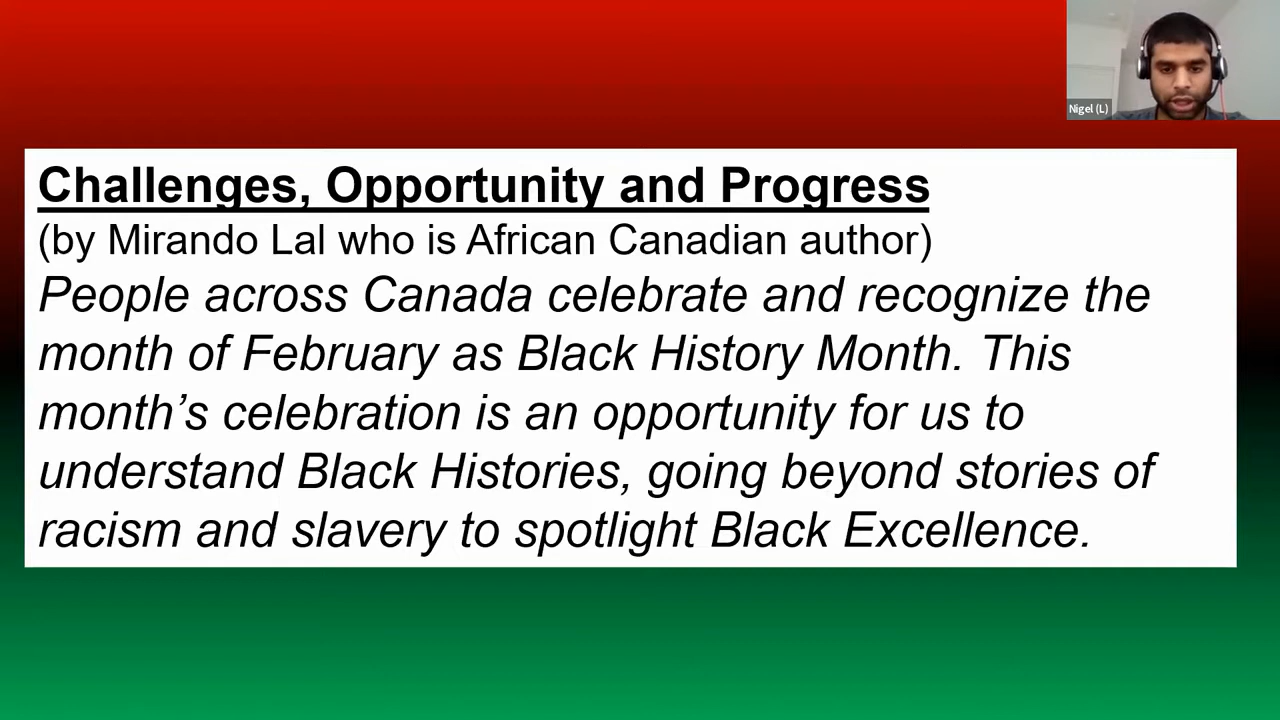 Nigel (L)
Challenges, Opportunity and Progress
(by Mirando Lal who is African Canadian author)
People across Canada celebrate and recognize the
month of February as Black History Month. This
month’s celebration is an opportunity for us to
understand Black Histories, going beyond stories of
racism and slavery to spotlight Black Excellence.